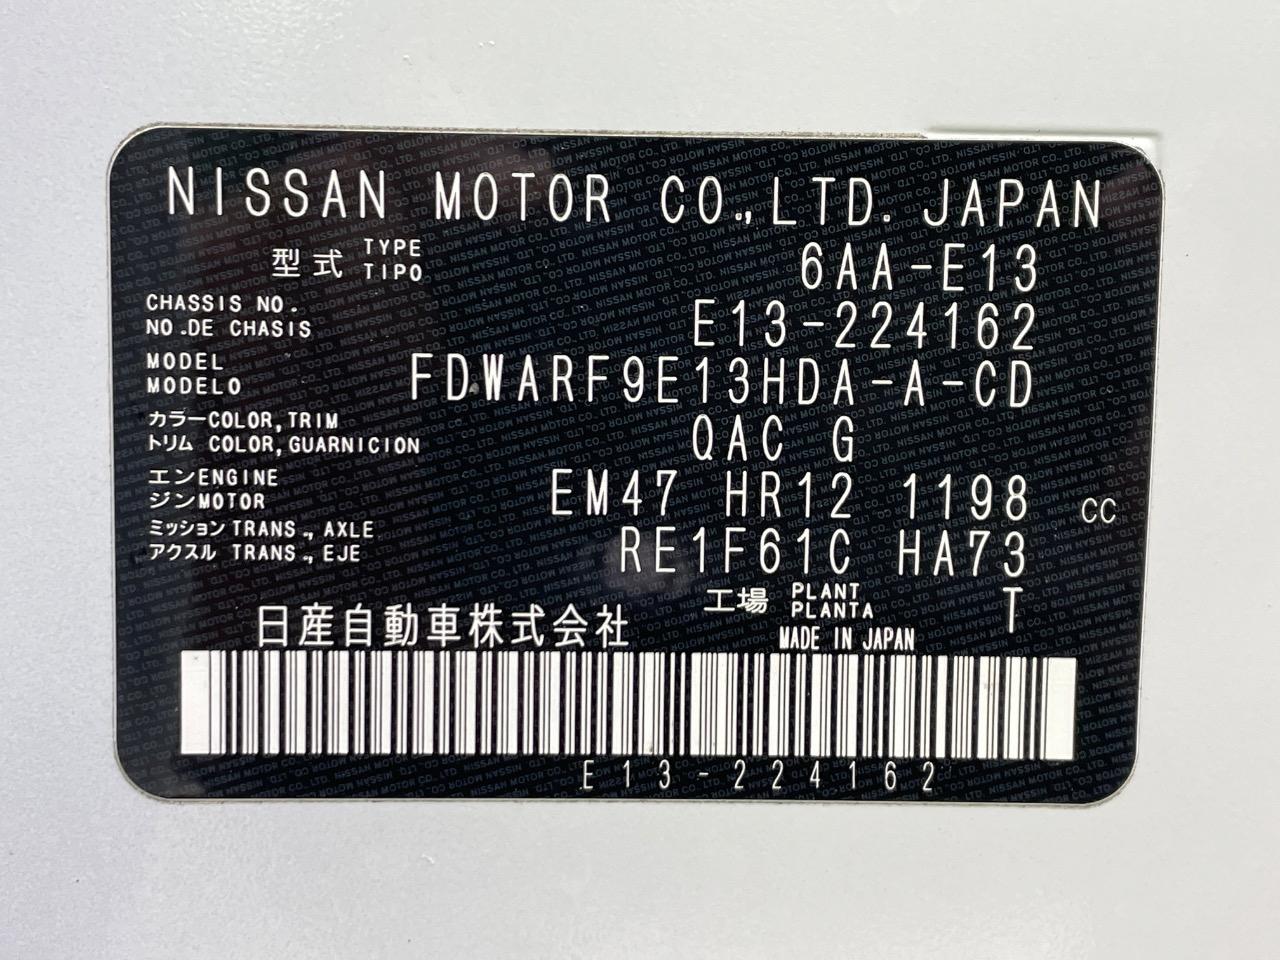 NISSAN MOTOR CO.,LTD. JAPAN
型式 TYPE TIPO 6AA-E13
CHASSIS NO.
NO.DE CHASIS E13-224162
MODEL
MODELO FDWARF9E13HDA-A-CD
カラーCOLOR,TRIM
トリム COLOR,GUARNICION QAC G
エンENGINE
ジンMOTOR EM47 HR12 1198 CC
ミッションTRANS.,AXLE
アクスル TRANS.,EJE RE1F61C HA73
工場 PLANT PLANTA T
日産自動車株式会社 MADE IN JAPAN
E13-224162